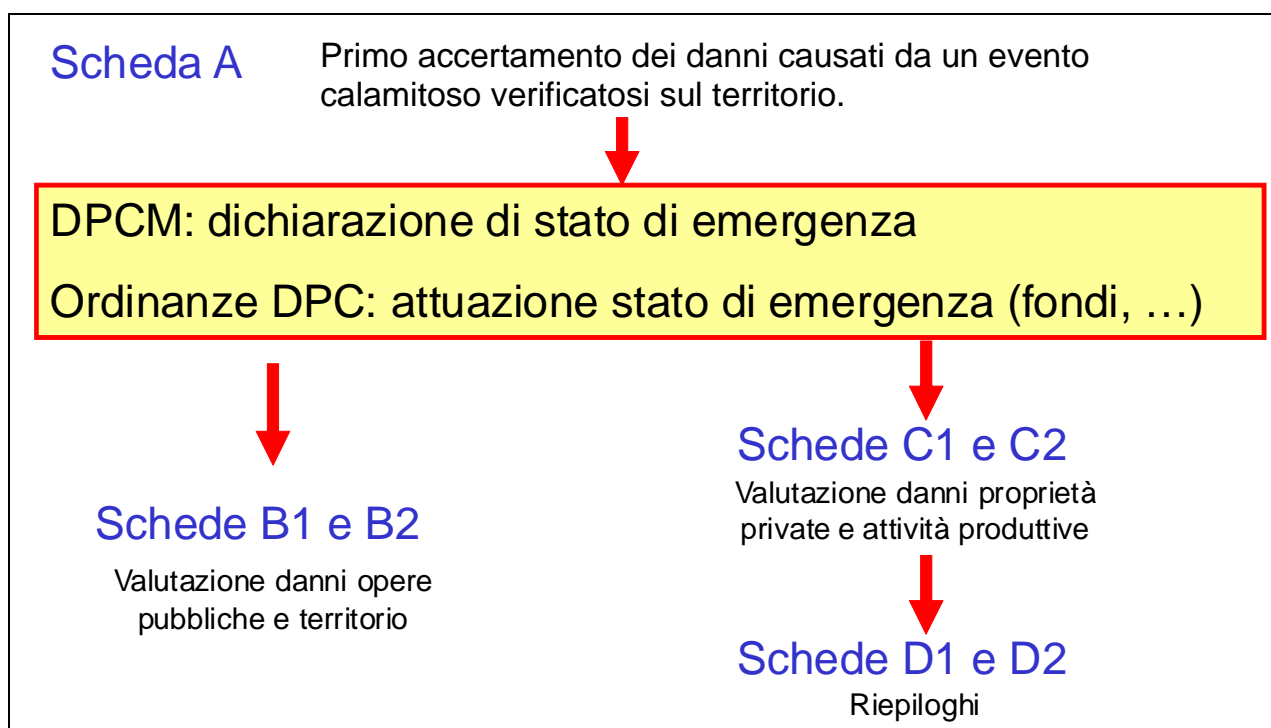 Scheda A
Primo accertamento dei danni causati da un evento
calamitoso verificatosi sul territorio.
DPCM: dichiarazione di stato di emergenza
Ordinanze DPC: attuazione stato di emergenza (fondi, …)
Schede B1 e B2
Valutazione danni opere
pubbliche e territorio
Schede C1 e C2
Valutazione danni proprietà
private e attività produttive
Schede D1 e D2
Riepiloghi